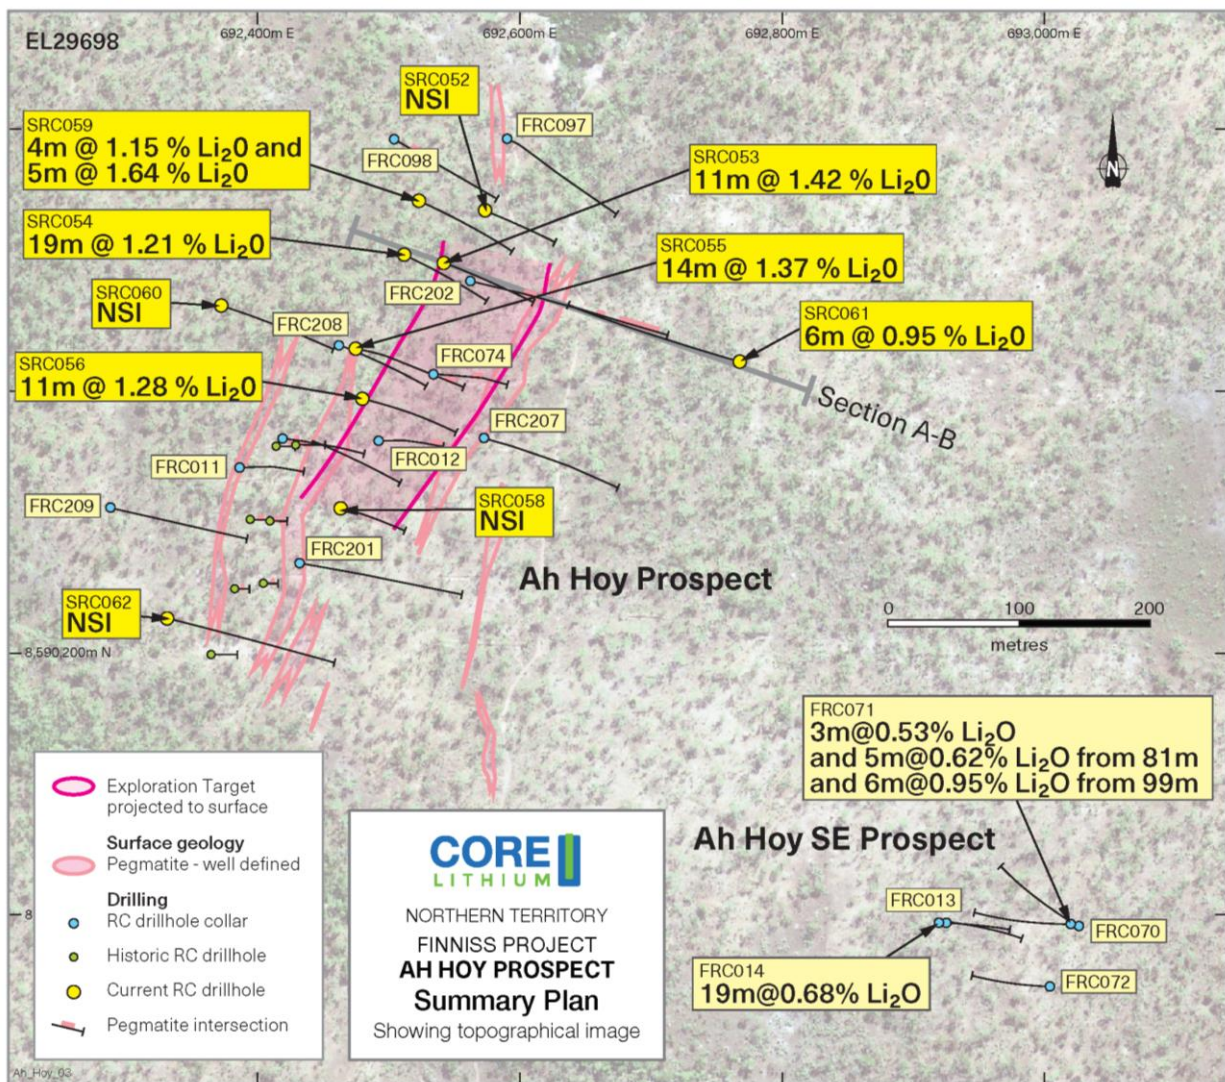 EL29698
692,400m E
692,600m E
692,800m E
693,000m E
SRC052
NSI
FRC097
FRC098
SRC059
4m @ 1.15 % Li₂0 and
5m @ 1.64 % Li₂0
SRC053
11m @ 1.42 % Li₂0
N
SRC054
19m @ 1.21 % Li₂0
SRC055
14m @ 1.37 % Li₂0
SRC060
NSI
FRC202
FRC208
SRC061
6m @ 0.95 % Li₂0
FRC074
SRC056
11m @ 1.28 % Li₂0
Section A-B
FRC207
FRC011
FRC012
FRC209
SRC058
NSI
FRC201
Ah Hoy Prospect
SRC062
NSI
0 100 200
metres
8,590,200m N
FRC071
3m@0.53% Li₂O
and 5m@0.62% Li₂O from 81m
and 6m@0.95% Li₂O from 99m
Ah Hoy SE Prospect
FRC013
FRC070
FRC014
19m@0.68% Li₂O
FRC072
Exploration Target
projected to surface
Surface geology
Pegmatite - well defined
Drilling
RC drillhole collar
Historic RC drillhole
Current RC drillhole
Pegmatite intersection
CORE
LITHIUM
NORTHERN TERRITORY
FINNISS PROJECT
AH HOY PROSPECT
Summary Plan
Showing topographical image
8
Ah_Hoy_03